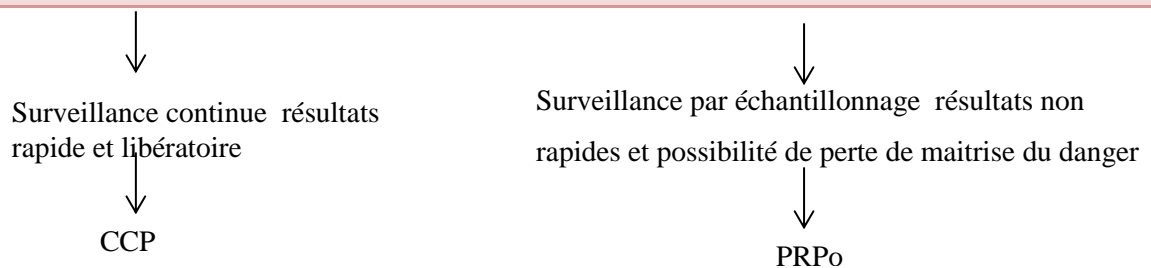 Surveillance continue résultats
rapide et libératoire
CCP
Surveillance par échantillonnage résultats non
rapides et possibilité de perte de maitrise du danger
PRPo